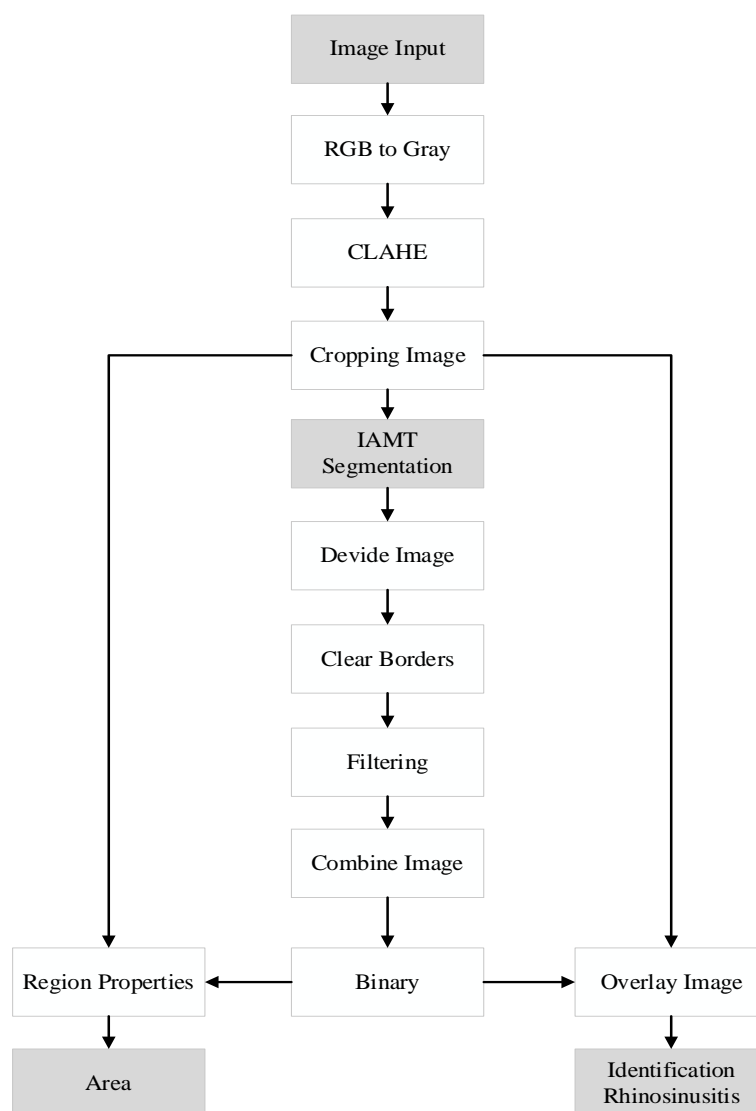 Image Input
RGB to Gray
CLAHE
Cropping Image
IAMT
Segmentation
Devide Image
Clear Borders
Filtering
Combine Image
Region Properties
Binary
Overlay Image
Area
Identification
Rhinosinusitis